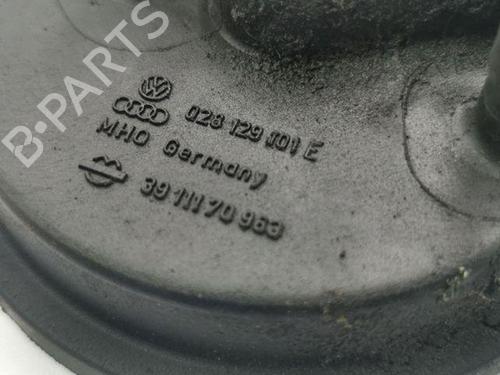 B-PARTS
028 129 101 E
MHO Germany
39 111 70 963